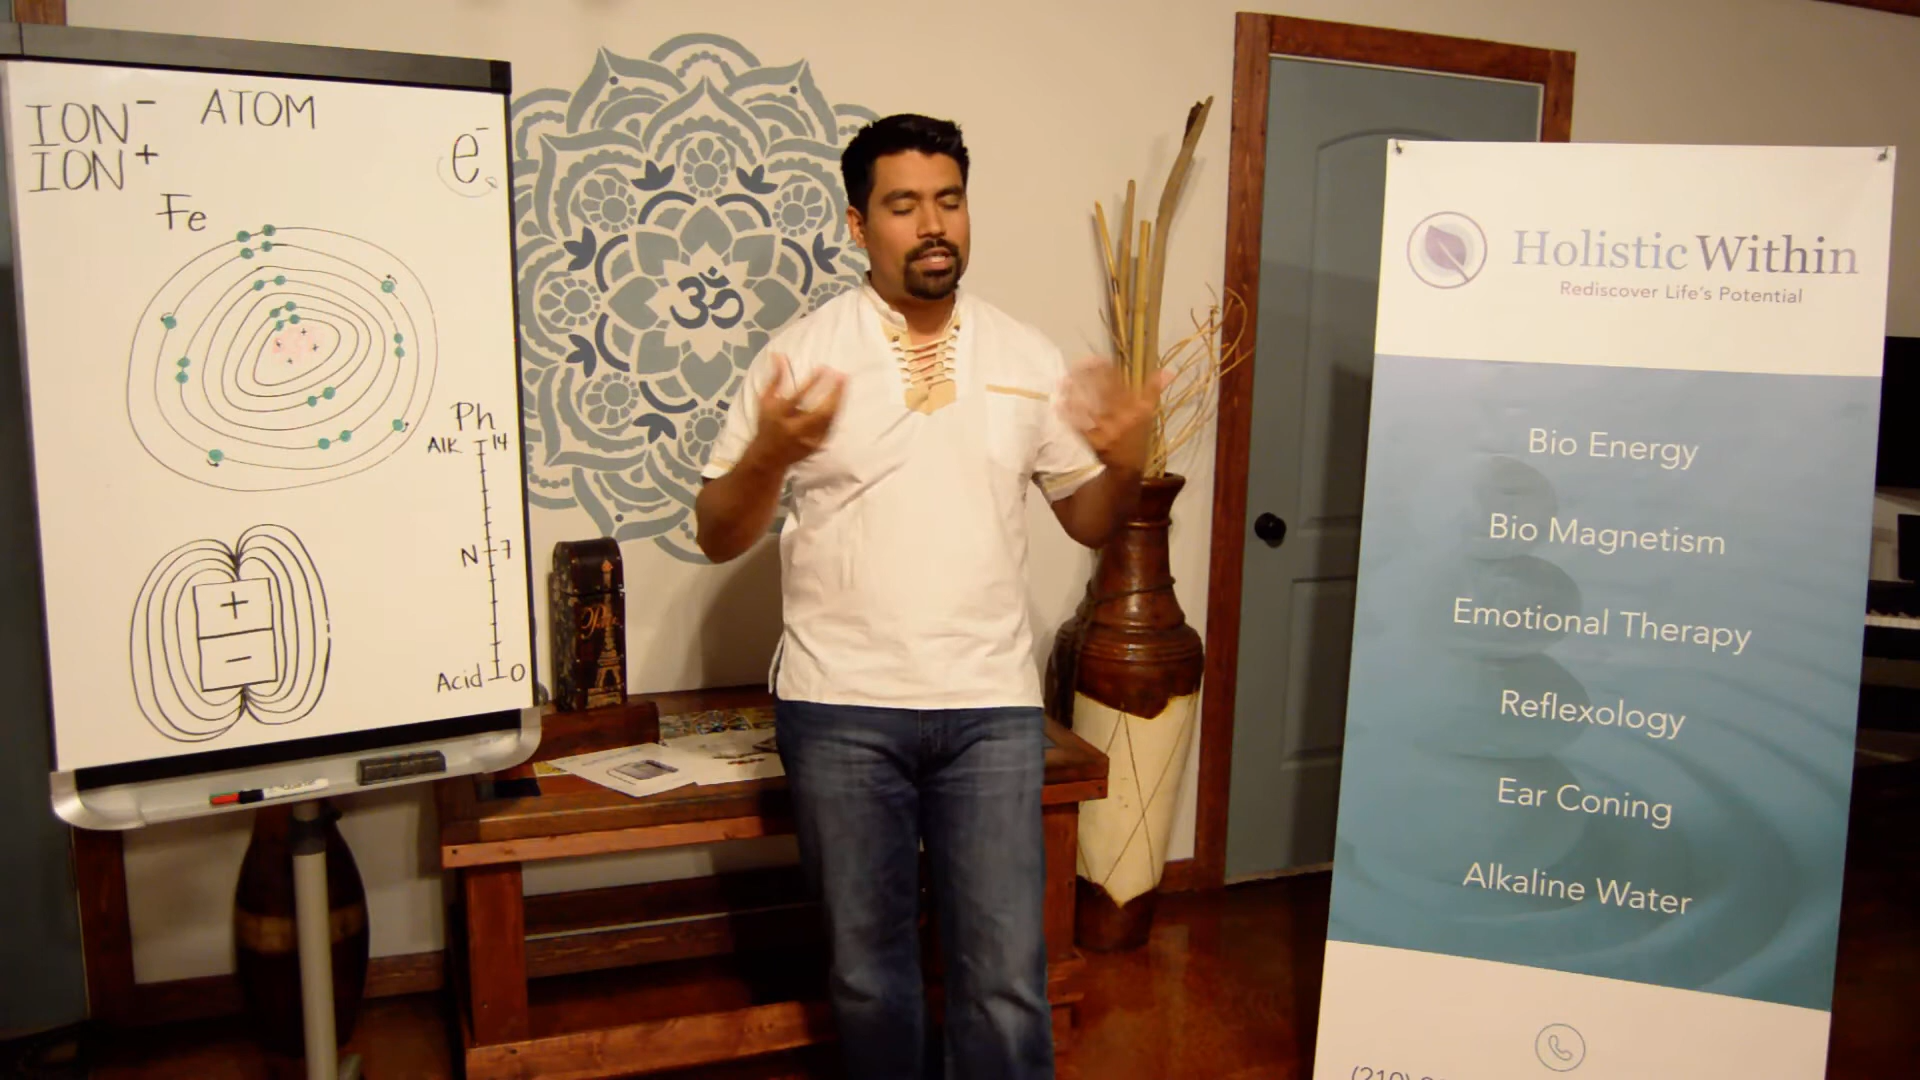 ION- ATOM
ION+
e-
Fe
Ph
Alk 14
N 7
Acid 0
+
-
ॐ
Holistic Within
Rediscover Life's Potential
Bio Energy
Bio Magnetism
Emotional Therapy
Reflexology
Ear Coning
Alkaline Water
(210)